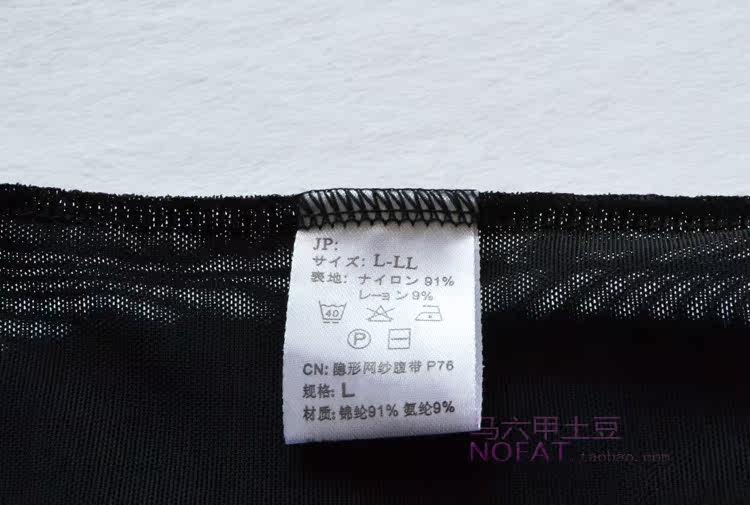 JP:
サイズ: L-LL
表地: ナイロン 91%
レーヨン 9%
40
P
CN: 隐形网纱腹带 P76
规格: L
材质: 锦纶91% 氨纶9%
马六甲土豆
NOFAT.taobao.com